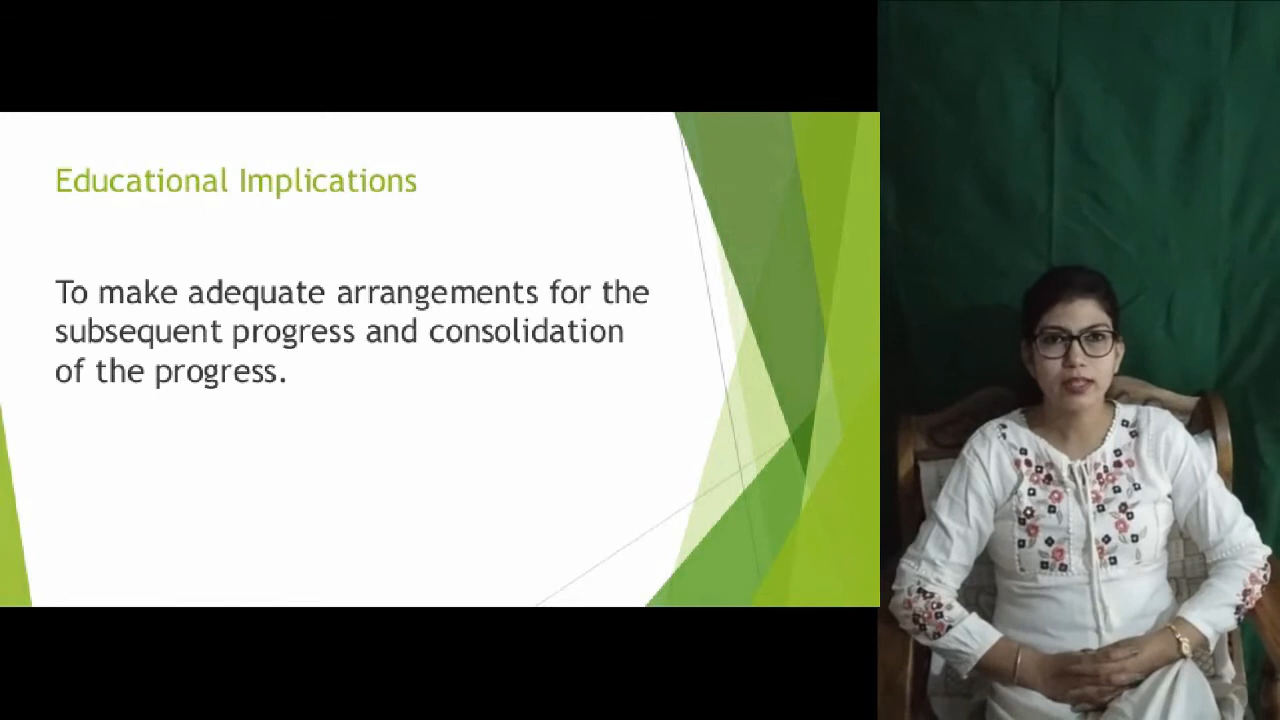 Educational Implications
To make adequate arrangements for the
subsequent progress and consolidation
of the progress.